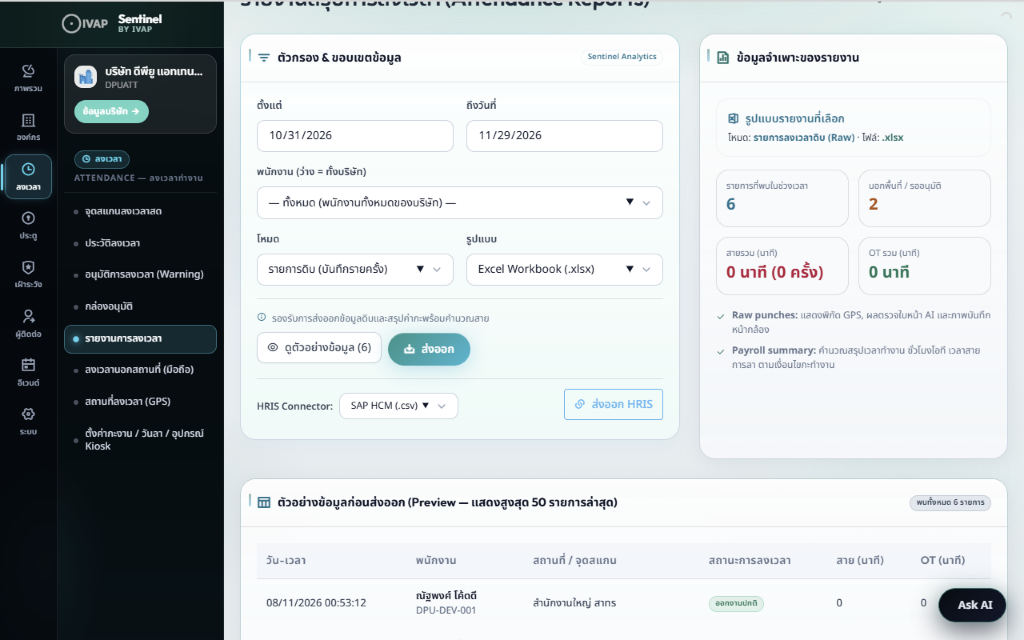 IVAP
Sentinel
BY IVAP
ภาพรวม
องค์กร
ลงเวลา
ประตู
เฝ้าระวัง
ผู้ติดต่อ
อีเวนต์
ระบบ
บริษัท ดีพียู แอทเทน...
DPUATT
ข้อมูลบริษัท →
ลงเวลา
ATTENDANCE — ลงเวลาทำงาน
จุดสแกนลงเวลาสด
ประวัติลงเวลา
อนุมัติการลงเวลา (Warning)
กล่องอนุมัติ
รายงานการลงเวลา
ลงเวลานอกสถานที่ (มือถือ)
สถานที่ลงเวลา (GPS)
ตั้งค่ากะงาน / วันลา / อุปกรณ์
Kiosk
รายงานสรุปการลงเวลา (Attendance Reports)
ตัวกรอง & ขอบเขตข้อมูล
Sentinel Analytics
ตั้งแต่
ถึงวันที่
10/31/2026
11/29/2026
พนักงาน (ว่าง = ทั้งบริษัท)
— ทั้งหมด (พนักงานทั้งหมดของบริษัท) —
โหมด
รูปแบบ
รายการดิบ (บันทึกรายครั้ง)
Excel Workbook (.xlsx)
รองรับการส่งออกข้อมูลดิบและสรุปค่ากะพร้อมคำนวณสาย
ดูตัวอย่างข้อมูล (6)
ส่งออก
HRIS Connector:
SAP HCM (.csv)
ส่งออก HRIS
ข้อมูลจำเพาะของรายงาน
รูปแบบรายงานที่เลือก
โหมด: รายการลงเวลาดิบ (Raw) · ไฟล์: .xlsx
รายการที่พบในช่วงเวลา
6
นอกพื้นที่ / รออนุมัติ
2
สายรวม (นาที)
0 นาที (0 ครั้ง)
OT รวม (นาที)
0 นาที
Raw punches: แสดงพิกัด GPS, ผลตรวจใบหน้า AI และภาพบันทึก
หน้ากล้อง
Payroll summary: คำนวณสรุปเวลาทำงาน ชั่วโมงโอที เวลาสาย
การลา ตามเงื่อนไขกะทำงาน
ตัวอย่างข้อมูลก่อนส่งออก (Preview — แสดงสูงสุด 50 รายการล่าสุด)
พบทั้งหมด 6 รายการ
วัน-เวลา
พนักงาน
สถานที่ / จุดสแกน
สถานะการลงเวลา
สาย (นาที)
OT (นาที)
08/11/2026 00:53:12
ณัฐพงศ์ โค้ดดี
DPU-DEV-001
สำนักงานใหญ่ สาทร
ออกงานปกติ
0
0
Ask AI